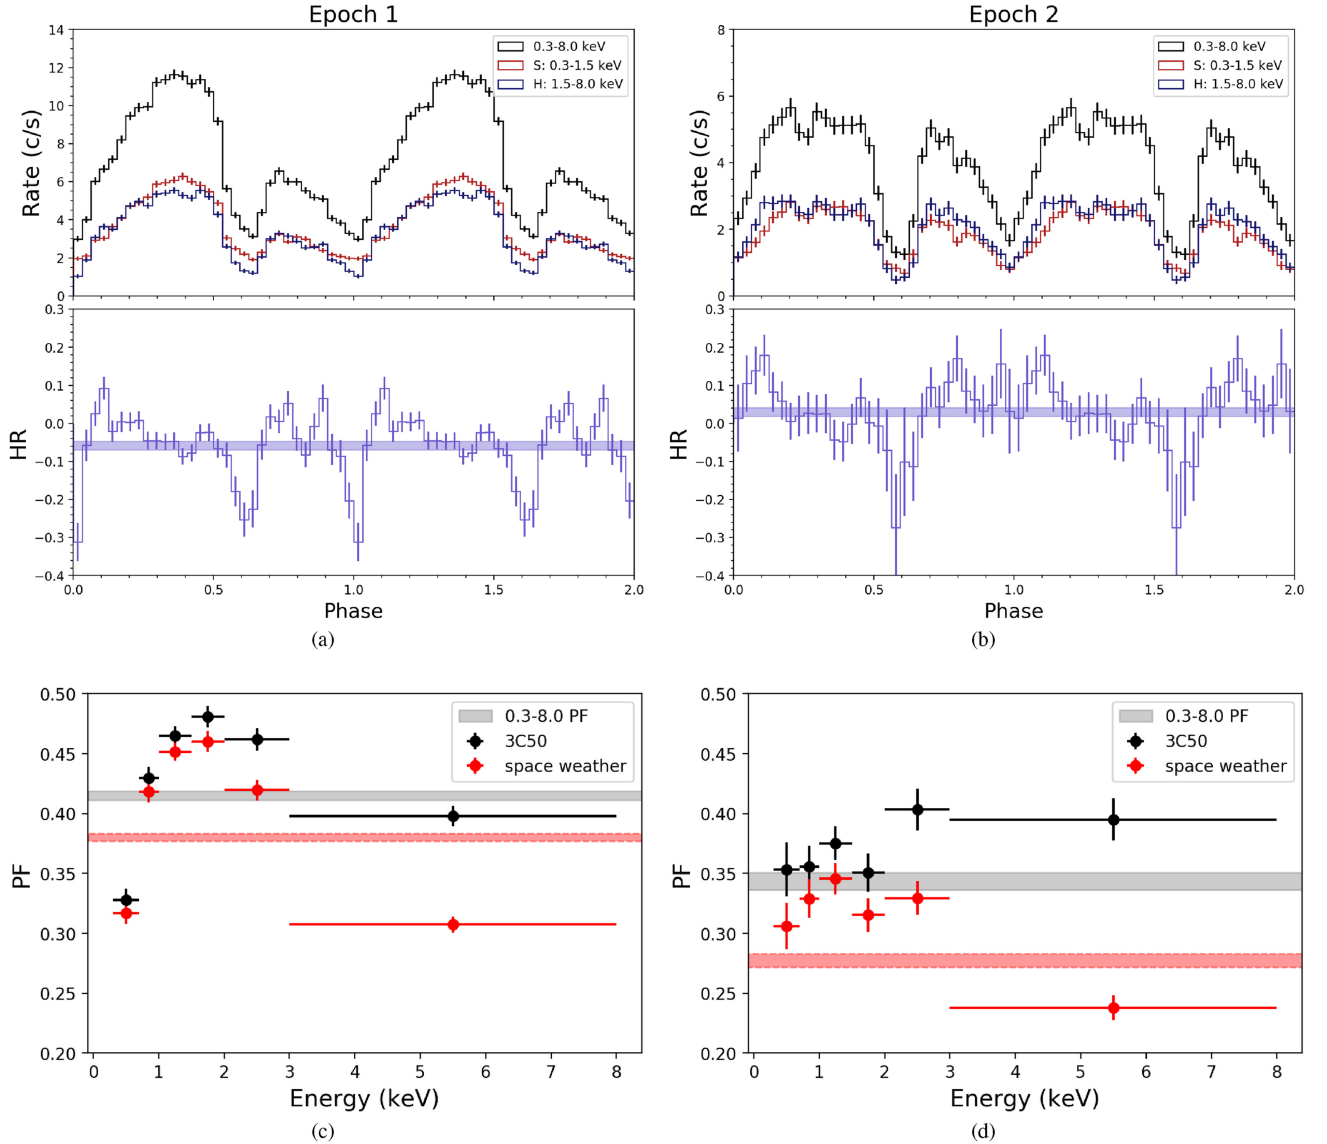 Epoch 1
14
12
10
8
6
4
2
0
Rate (c/s)
0.3-8.0 keV
S: 0.3-1.5 keV
H: 1.5-8.0 keV
0.3
0.2
0.1
0.0
−0.1
−0.2
−0.3
−0.4
HR
0.0 0.5 1.0 1.5 2.0
Phase
(a)
Epoch 2
8
6
4
2
0
Rate (c/s)
0.3-8.0 keV
S: 0.3-1.5 keV
H: 1.5-8.0 keV
0.3
0.2
0.1
0.0
−0.1
−0.2
−0.3
−0.4
HR
0.0 0.5 1.0 1.5 2.0
Phase
(b)
0.50
0.45
0.40
0.35
0.30
0.25
0.20
PF
0.3-8.0 PF
3C50
space weather
0 1 2 3 4 5 6 7 8
Energy (keV)
(c)
0.50
0.45
0.40
0.35
0.30
0.25
0.20
PF
0.3-8.0 PF
3C50
space weather
0 1 2 3 4 5 6 7 8
Energy (keV)
(d)